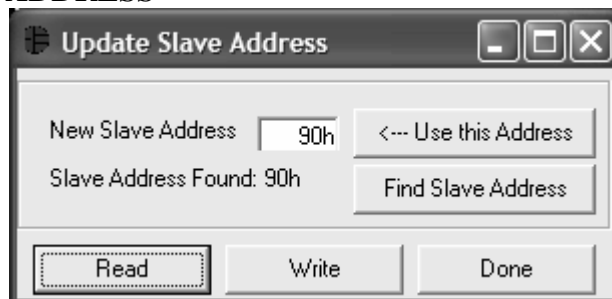 ADDRESS
Update Slave Address
New Slave Address 90h <--- Use this Address
Slave Address Found: 90h Find Slave Address
Read Write Done